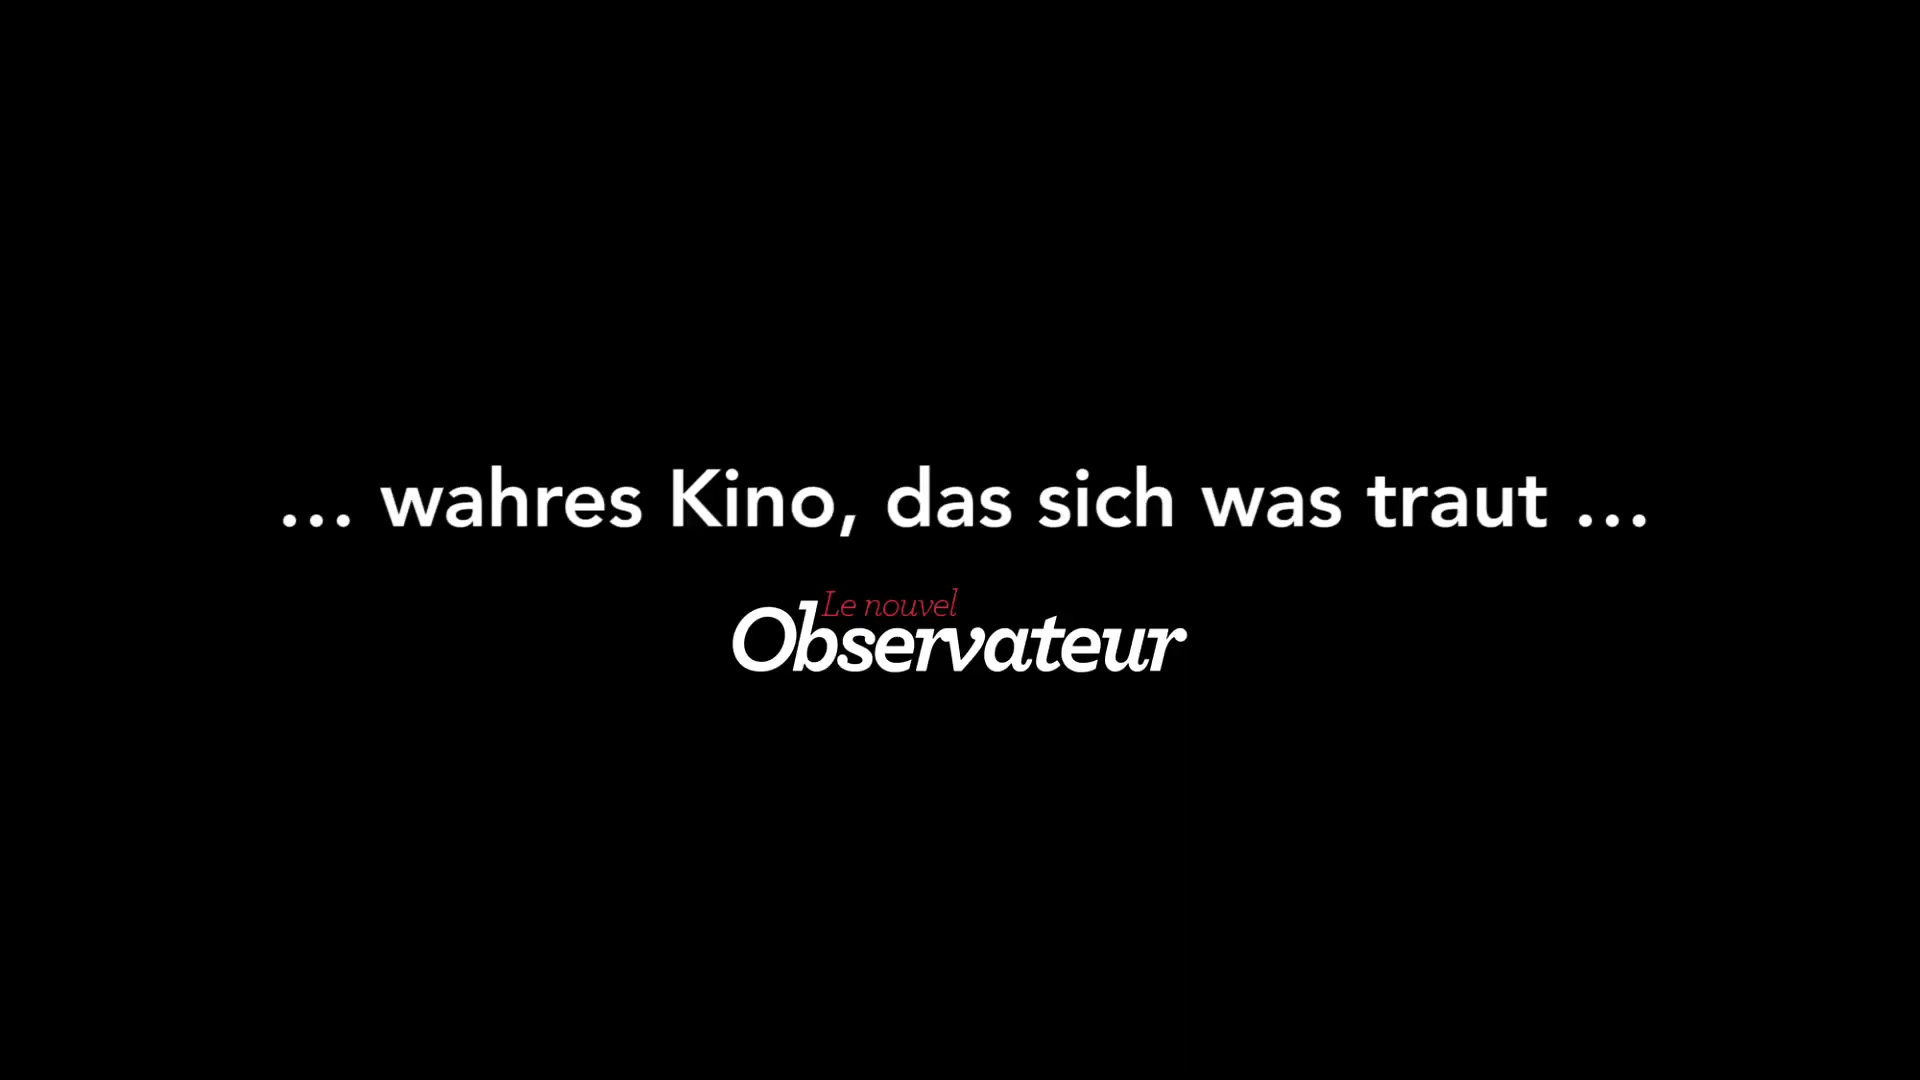 … wahres Kino, das sich was traut …
Le nouvel
Observateur